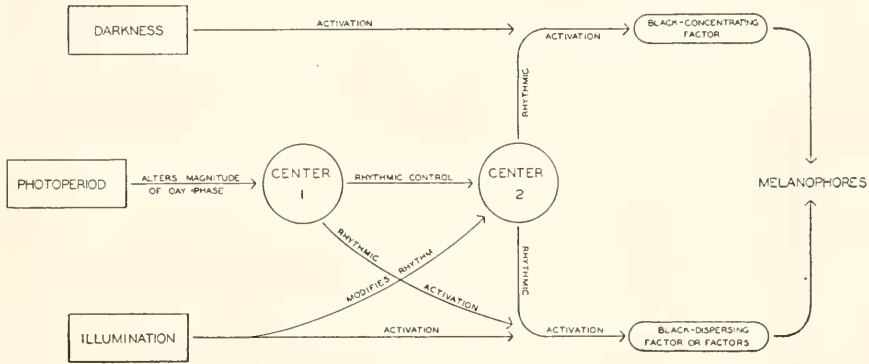 DARKNESS
ACTIVATION
ACTIVATION
BLACK-CONCENTRATING
FACTOR
RHYTHMIC
PHOTOPERIOD
ALTERS MAGNITUDE
OF DAY PHASE
CENTER
1
RHYTHMIC CONTROL
CENTER
2
MELANOPHORES
RHYTHMIC
ACTIVATION
MODIFIES RHYTHM
RHYTHMIC
ILLUMINATION
ACTIVATION
ACTIVATION
BLACK-DISPERSING
FACTOR OR FACTORS